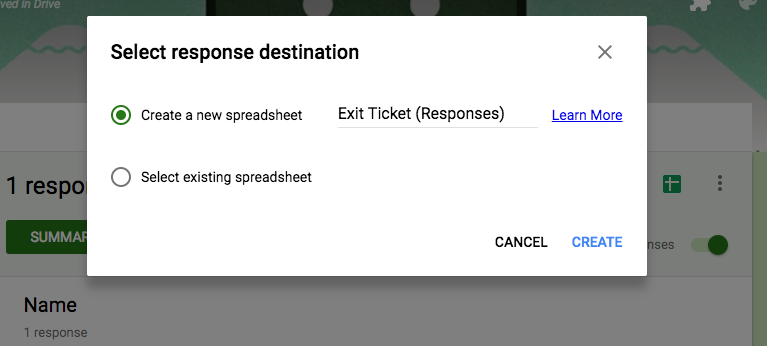 ved in Drive
Select response destination
Create a new spreadsheet
Exit Ticket (Responses)
Learn More
Select existing spreadsheet
1 respon
SUMMAR
CANCEL
CREATE
nses
Name
1 response